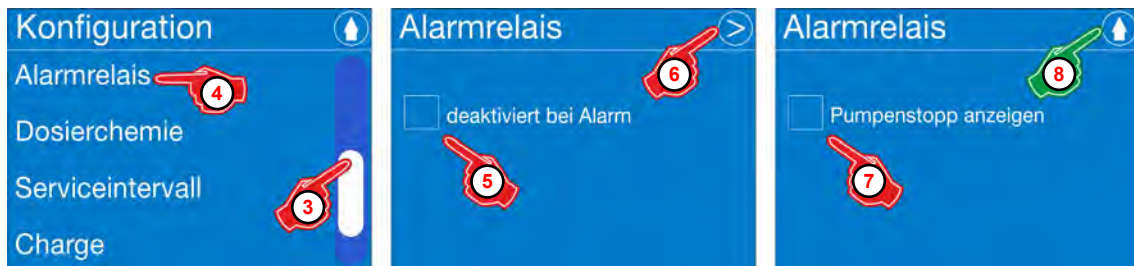 Konfiguration
Alarmrelais
4
Dosierchemie
Serviceintervall
3
Charge
Alarmrelais
>
6
deaktiviert bei Alarm
5
Alarmrelais
8
Pumpenstopp anzeigen
7